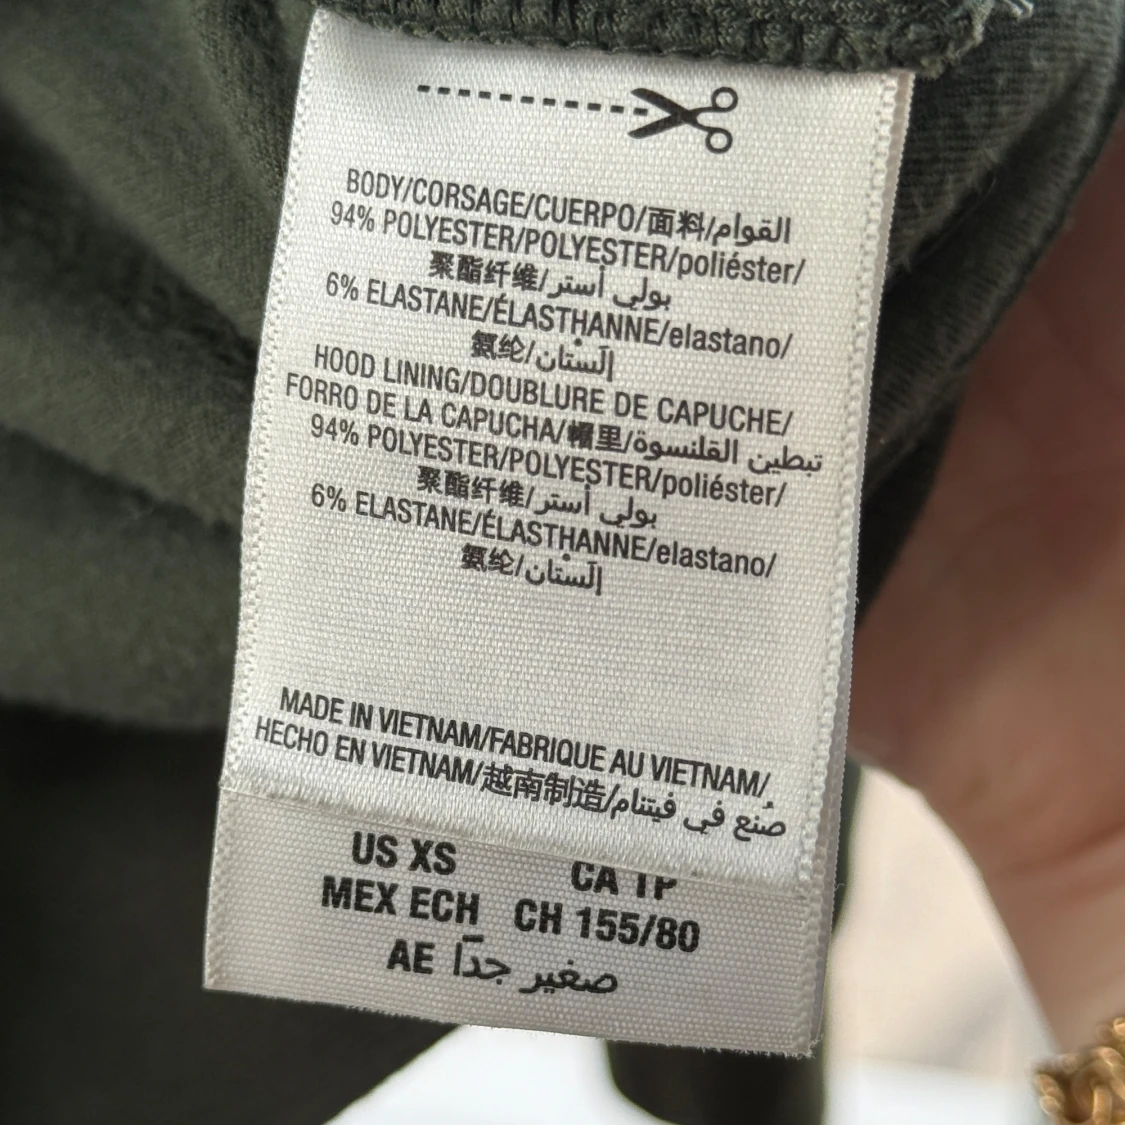 BODY/CORSAGE/CUERPO/面料/القوام
94% POLYESTER/POLYESTER/poliéster/
聚酯纤维/بولي أستر
6% ELASTANE/ÉLASTHANNE/elastano/
氨纶/إلَستان
HOOD LINING/DOUBLURE DE CAPUCHE/
FORRO DE LA CAPUCHA/帽里/تبطين القلنسوة
94% POLYESTER/POLYESTER/poliéster/
聚酯纤维/بولي أستر
6% ELASTANE/ÉLASTHANNE/elastano/
氨纶/إلَستان
MADE IN VIETNAM/FABRIQUE AU VIETNAM/
HECHO EN VIETNAM/越南制造/صُنع في فيتنام
US XS CA TP
MEX ECH CH 155/80
AE صغير جدًا